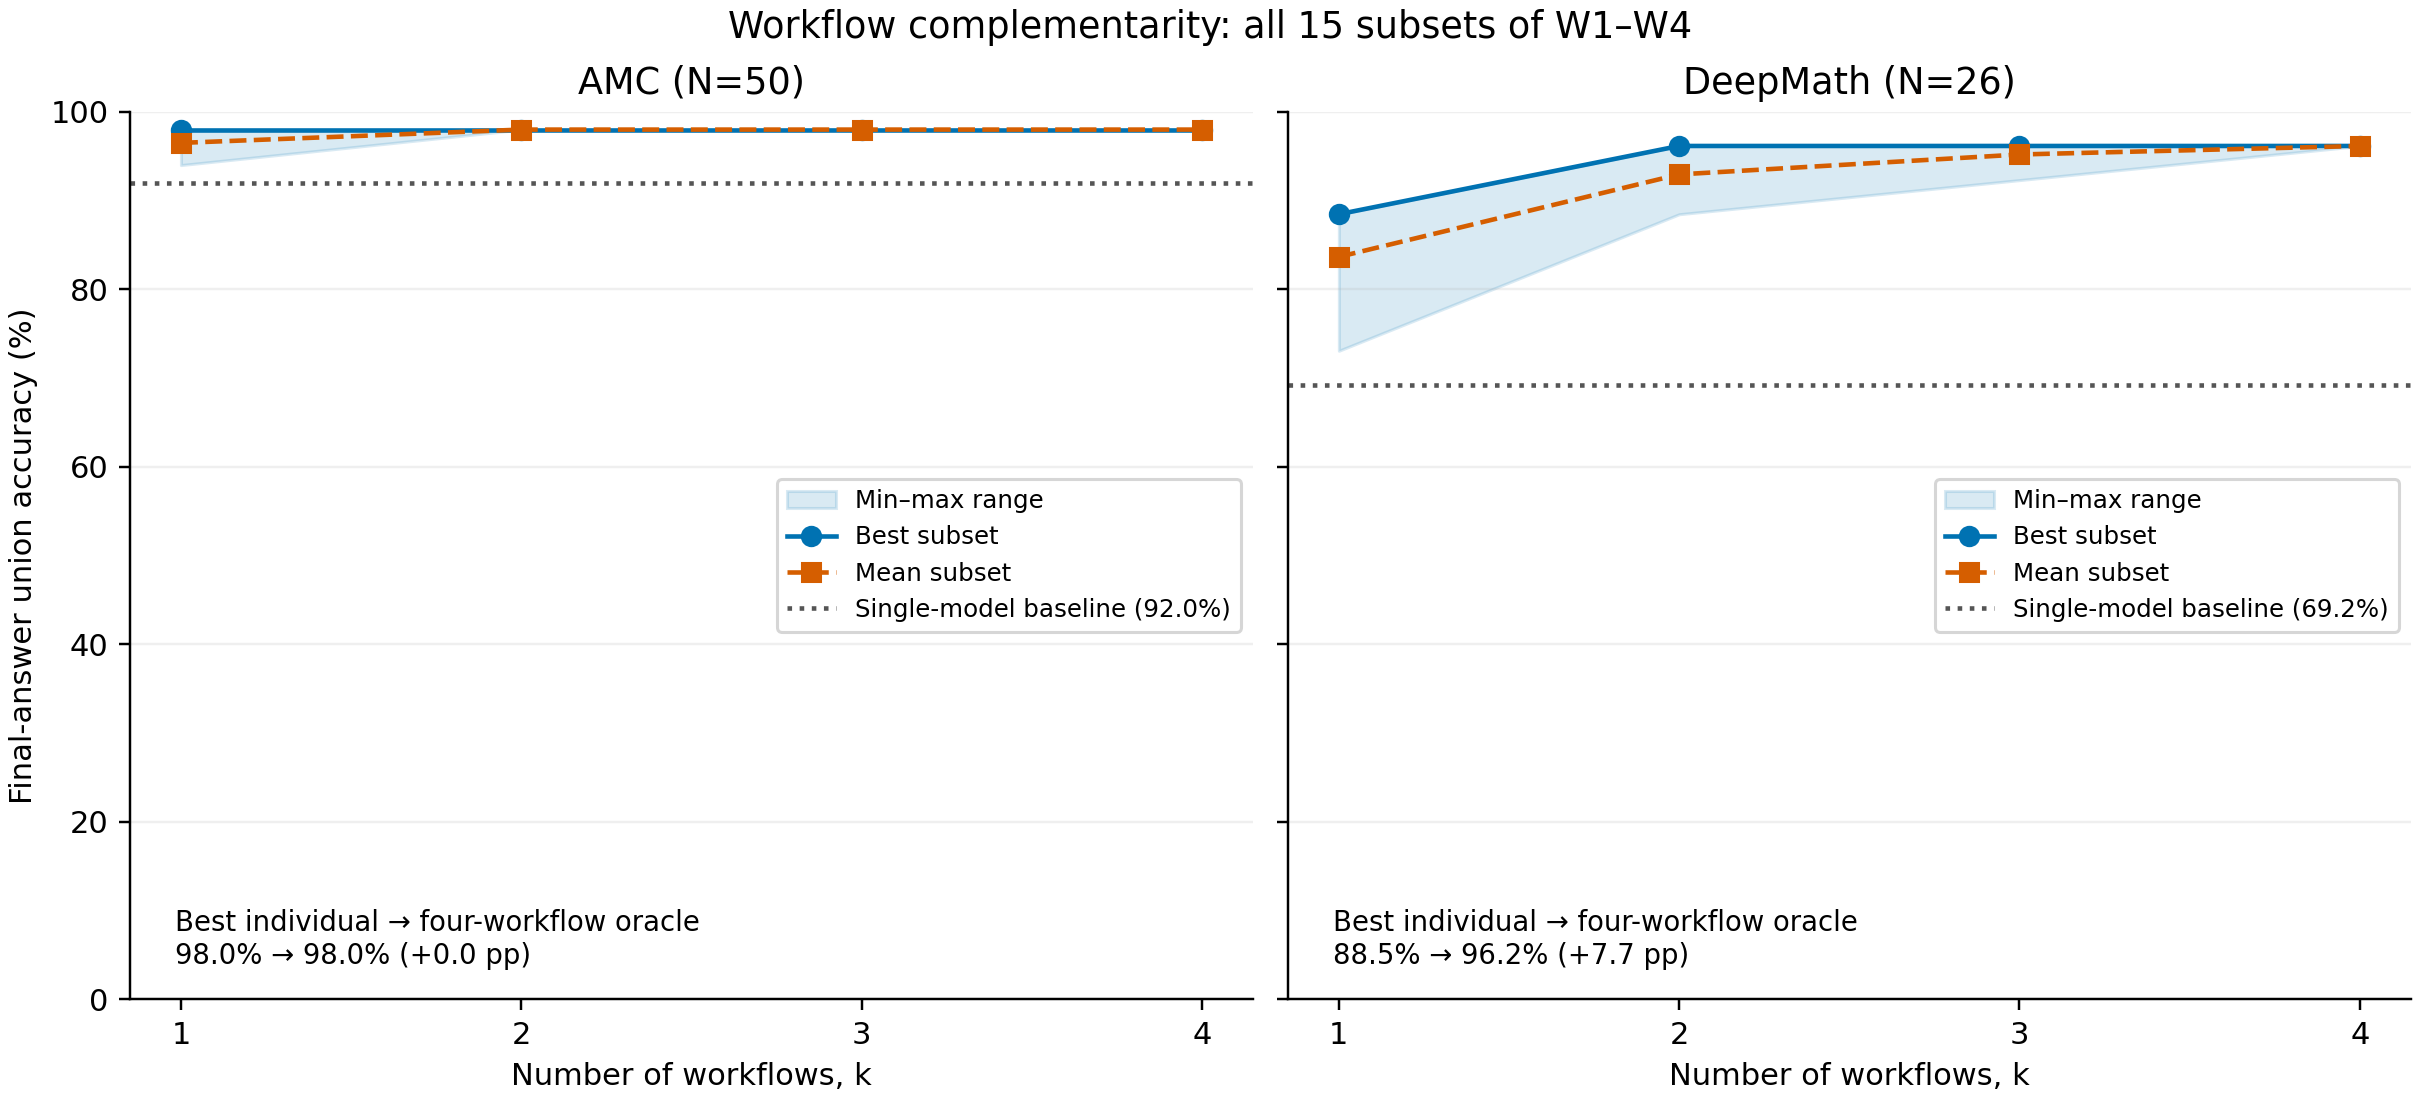 Workflow complementarity: all 15 subsets of W1–W4
AMC (N=50)
100
80
60
40
20
0
Final-answer union accuracy (%)
Min–max range
Best subset
Mean subset
Single-model baseline (92.0%)
Best individual → four-workflow oracle
98.0% → 98.0% (+0.0 pp)
1
2
3
4
Number of workflows, k
DeepMath (N=26)
Min–max range
Best subset
Mean subset
Single-model baseline (69.2%)
Best individual → four-workflow oracle
88.5% → 96.2% (+7.7 pp)
1
2
3
4
Number of workflows, k